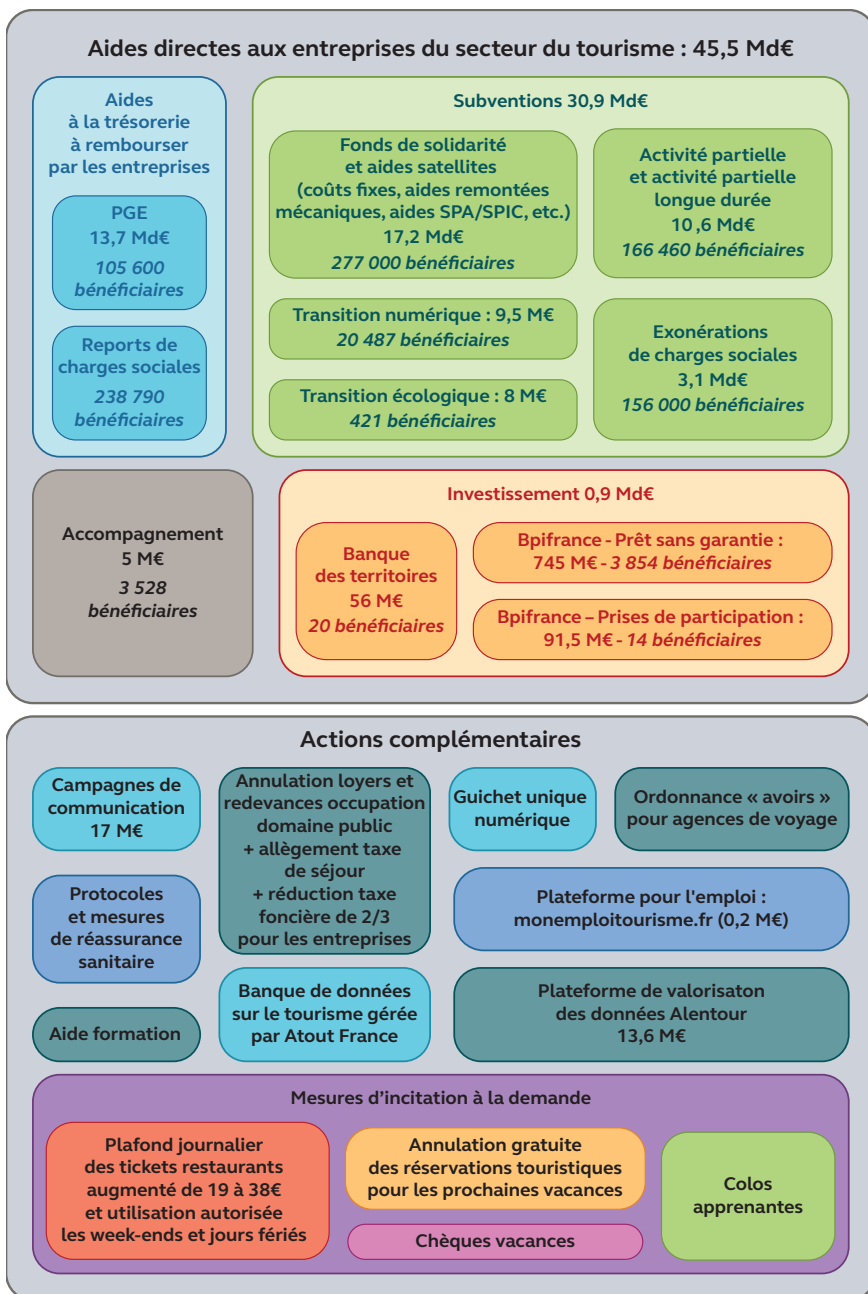 Aides directes aux entreprises du secteur du tourisme : 45,5 Md€
Aides
à la trésorerie
à rembourser
par les entreprises
PGE
13,7 Md€
105 600
bénéficiaires
Reports de
charges sociales
238 790
bénéficiaires
Subventions 30,9 Md€
Fonds de solidarité
et aides satellites
(coûts fixes, aides remontées
mécaniques, aides SPA/SPIC, etc.)
17,2 Md€
277 000 bénéficiaires
Activité partielle
et activité partielle
longue durée
10 ,6 Md€
166 460 bénéficiaires
Transition numérique : 9,5 M€
20 487 bénéficiaires
Transition écologique : 8 M€
421 bénéficiaires
Exonérations
de charges sociales
3,1 Md€
156 000 bénéficiaires
Accompagnement
5 M€
3 528
bénéficiaires
Investissement 0,9 Md€
Banque
des territoires
56 M€
20 bénéficiaires
Bpifrance - Prêt sans garantie :
745 M€ - 3 854 bénéficiaires
Bpifrance – Prises de participation :
91,5 M€ - 14 bénéficiaires
Actions complémentaires
Campagnes de
communication
17 M€
Annulation loyers et
redevances occupation
domaine public
+ allègement taxe
de séjour
+ réduction taxe
foncière de 2/3
pour les entreprises
Guichet unique
numérique
Ordonnance « avoirs »
pour agences de voyage
Protocoles
et mesures
de réassurance
sanitaire
Plateforme pour l'emploi :
monemploitourisme.fr (0,2 M€)
Aide formation
Banque de données
sur le tourisme gérée
par Atout France
Plateforme de valorisaton
des données Alentour
13,6 M€
Mesures d’incitation à la demande
Plafond journalier
des tickets restaurants
augmenté de 19 à 38€
et utilisation autorisée
les week-ends et jours fériés
Annulation gratuite
des réservations touristiques
pour les prochaines vacances
Chèques vacances
Colos
apprenantes